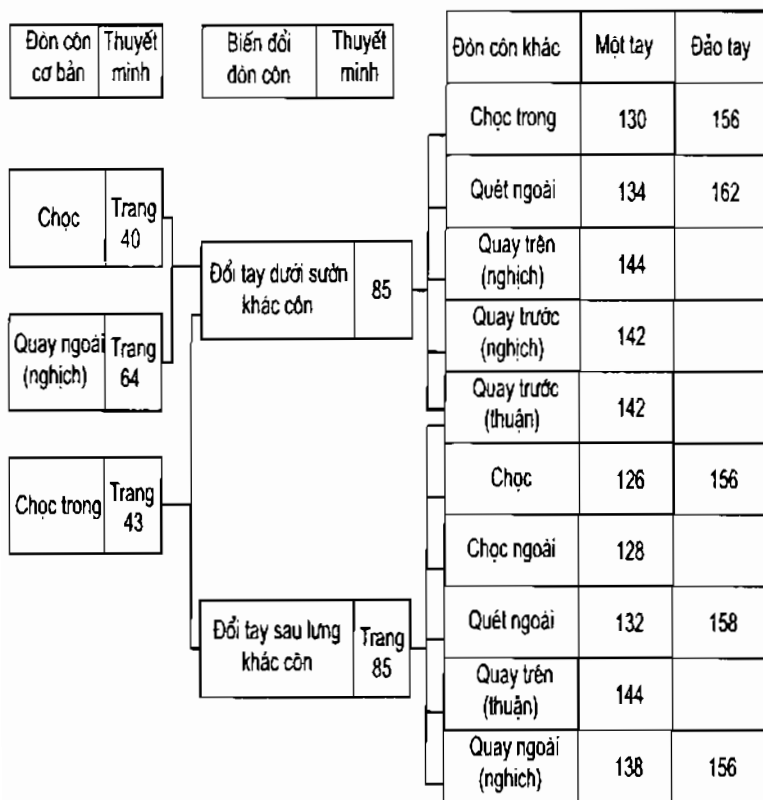 Đòn côn
cơ bản
Thuyết
minh
Biến đổi
đòn côn
Thuyết
minh
Đòn côn khác
Một tay
Đảo tay
Chọc
Trang
40
Quay ngoài
(nghịch)
Trang
64
Chọc trong
Trang
43
Đổi tay dưới sườn
khác côn
85
Đổi tay sau lưng
khác côn
Trang
85
Chọc trong
130
156
Quét ngoài
134
162
Quay trên
(nghịch)
144
Quay trước
(nghịch)
142
Quay trước
(thuận)
142
Chọc
126
156
Chọc ngoài
128
Quét ngoài
132
158
Quay trên
(thuận)
144
Quay ngoài
(nghịch)
138
156